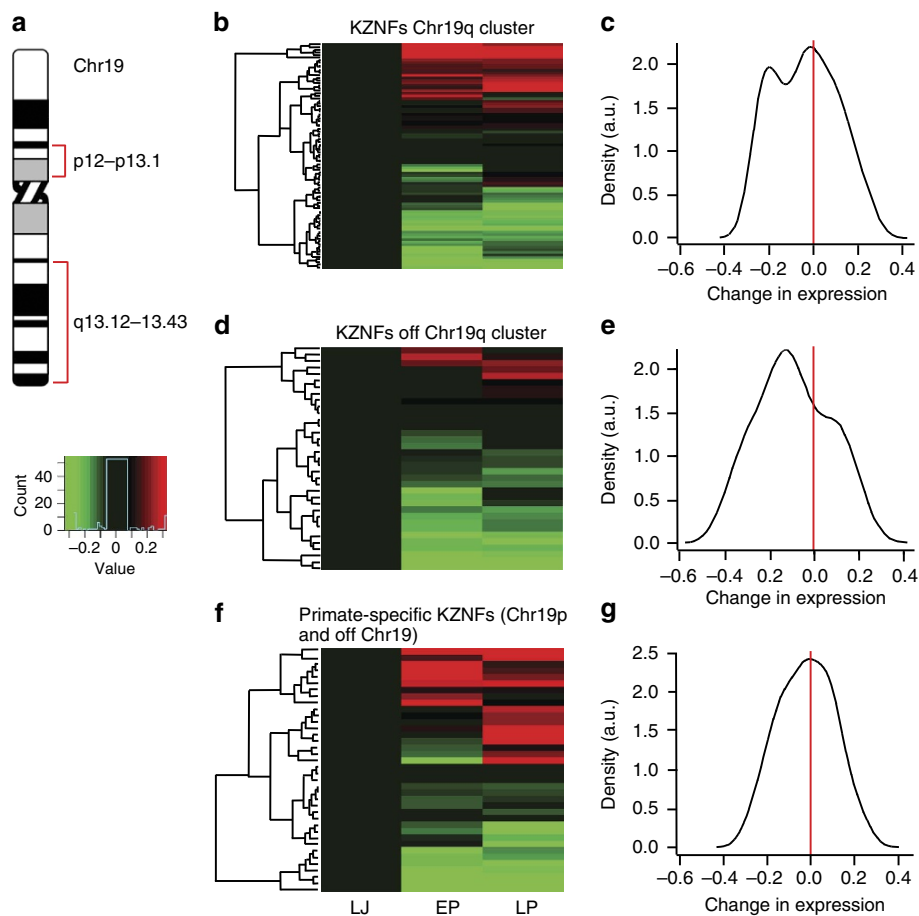 a
Chr19
p12–p13.1
q13.12–13.43
Count
40
20
0
−0.2
0
0.2
Value
b
KZNFs Chr19q cluster
c
Density (a.u.)
2.0
1.5
1.0
0.5
0.0
−0.6
−0.4
−0.2
0.0
0.2
0.4
Change in expression
d
KZNFs off Chr19q cluster
e
Density (a.u.)
2.0
1.5
1.0
0.5
0.0
−0.6
−0.4
0.2
0.0
0.2
0.4
Change in expression
f
Primate-specific KZNFs (Chr19p
and off Chr19)
LJ
EP
LP
g
Density (a.u.)
2.5
2.0
1.5
1.0
0.5
0.0
−0.6
−0.4
−0.2
0
0.2
0.4
Change in expression